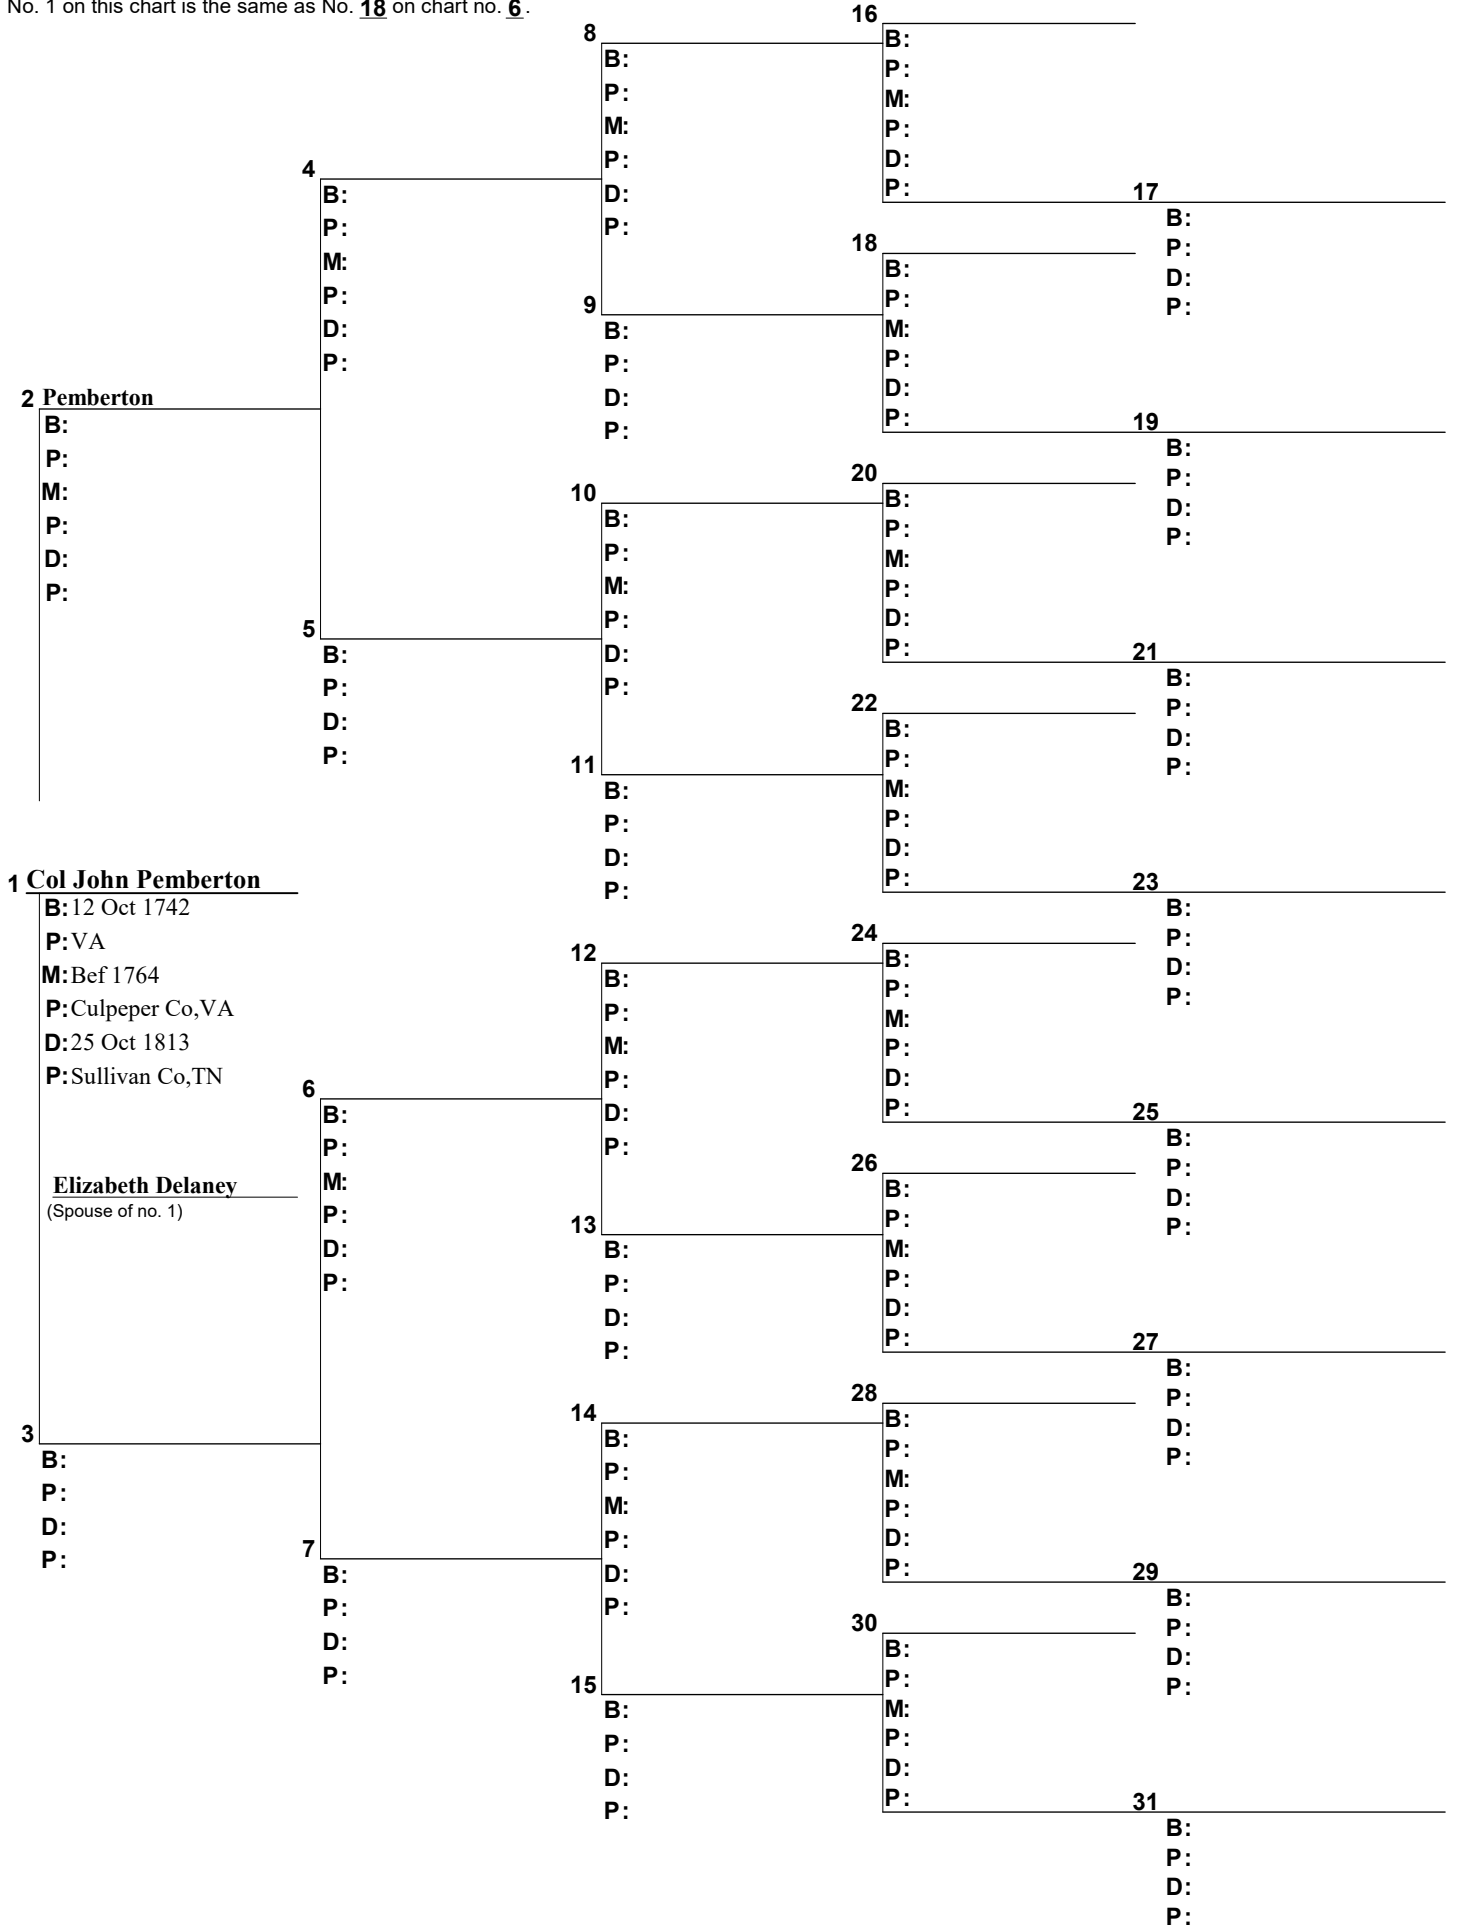 No. 1 on this chart is the same as No. 18 on chart no. 6.
16
B:
P:
M:
P:
D:
P:
8
B:
P:
M:
P:
D:
P:
17
B:
P:
D:
P:
4
B:
P:
M:
P:
D:
P:
18
B:
P:
M:
P:
D:
P:
9
B:
P:
D:
P:
19
B:
P:
D:
P:
2 Pemberton
B:
P:
M:
P:
D:
P:
20
B:
P:
M:
P:
D:
P:
10
B:
P:
M:
P:
D:
P:
21
B:
P:
D:
P:
5
B:
P:
D:
P:
22
B:
P:
M:
P:
D:
P:
11
B:
P:
D:
P:
23
B:
P:
D:
P:
1 Col John Pemberton
B: 12 Oct 1742
P: VA
M: Bef 1764
P: Culpeper Co,VA
D: 25 Oct 1813
P: Sullivan Co,TN
Elizabeth Delaney
(Spouse of no. 1)
24
B:
P:
M:
P:
D:
P:
12
B:
P:
M:
P:
D:
P:
25
B:
P:
D:
P:
6
B:
P:
M:
P:
D:
P:
26
B:
P:
M:
P:
D:
P:
13
B:
P:
D:
P:
27
B:
P:
D:
P:
3
B:
P:
D:
P:
28
B:
P:
M:
P:
D:
P:
14
B:
P:
M:
P:
D:
P:
29
B:
P:
D:
P:
7
B:
P:
D:
P:
30
B:
P:
M:
P:
D:
P:
15
B:
P:
D:
P:
31
B:
P:
D:
P: